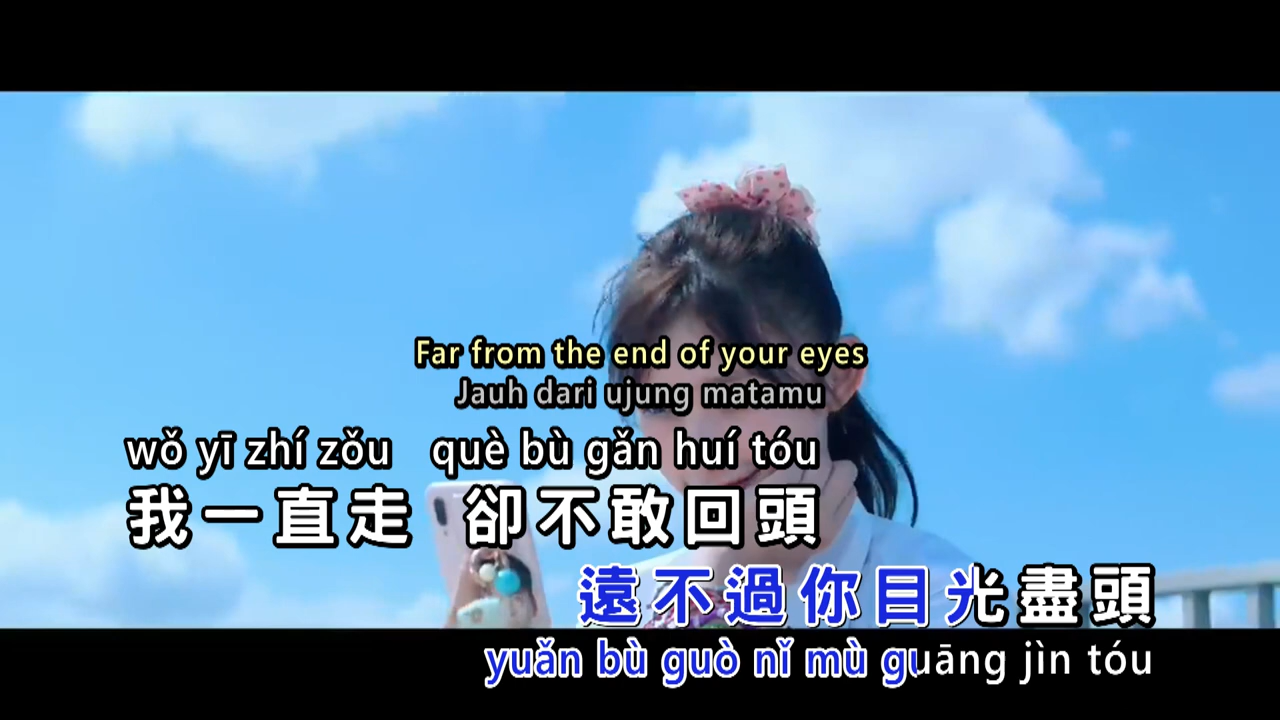 Far from the end of your eyes
Jauh dari ujung matamu
wǒ yī zhí zǒu què bù gǎn huí tóu
我一直走 卻不敢回頭
遠不過你目光盡頭
yuǎn bù guò nǐ mù guāng jìn tóu